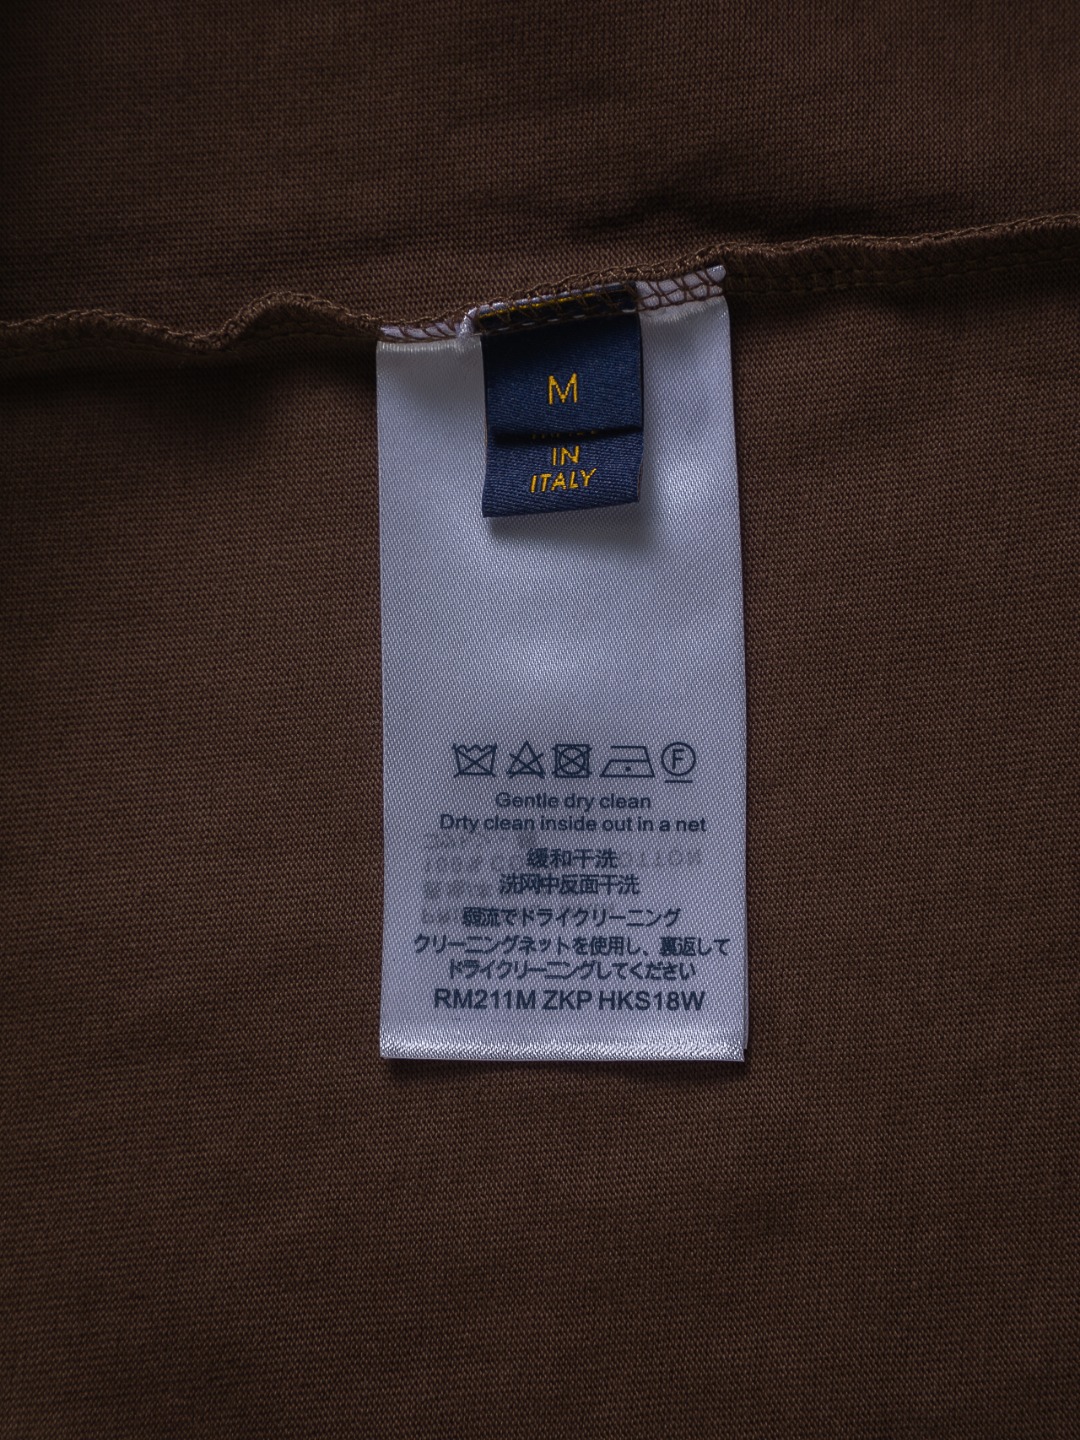 M
IN
ITALY
F
Gentle dry clean
Drty clean inside out in a net
缓和干洗
洗网中反面干洗
弱流でドライクリーニング
クリーニングネットを使用し、裏返して
ドライクリーニングしてください
RM211M ZKP HKS18W